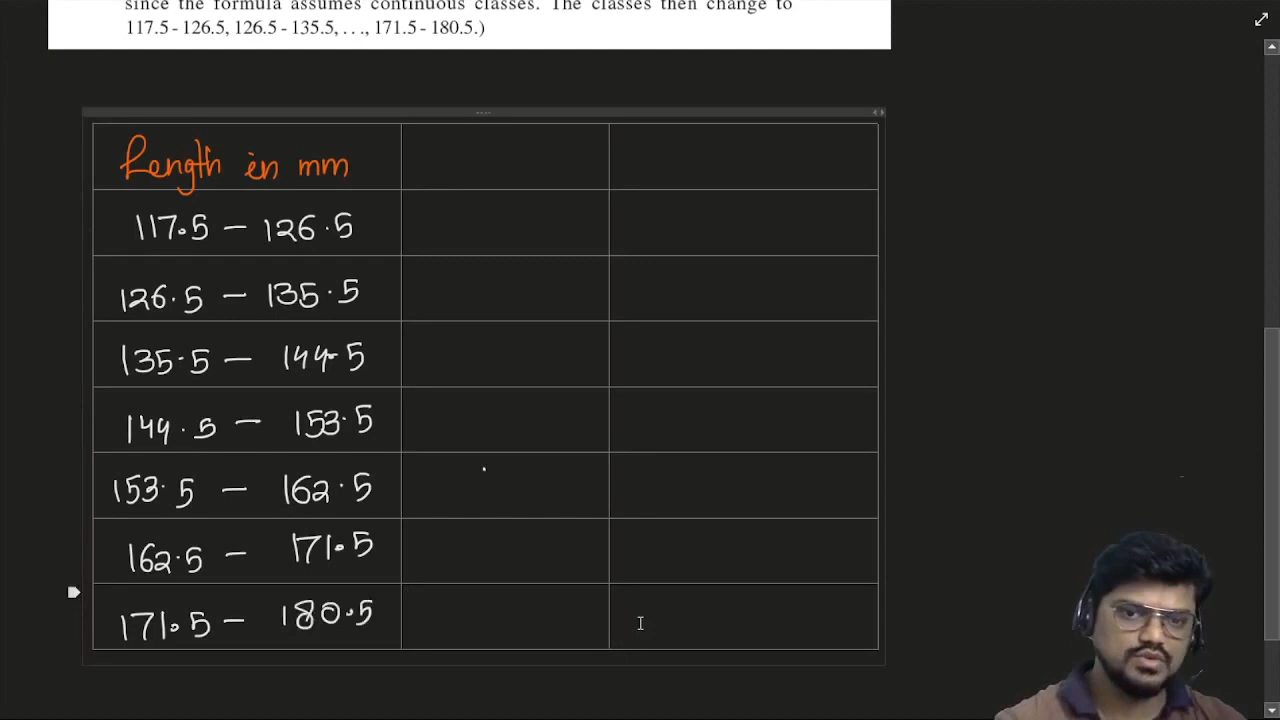 since the formula assumes continuous classes. The classes then change to
117.5 - 126.5, 126.5 - 135.5, . . ., 171.5 - 180.5.)
Length in mm
117.5 - 126.5
126.5 - 135.5
135.5 - 144.5
144.5 - 153.5
153.5 - 162.5
162.5 - 171.5
171.5 - 180.5